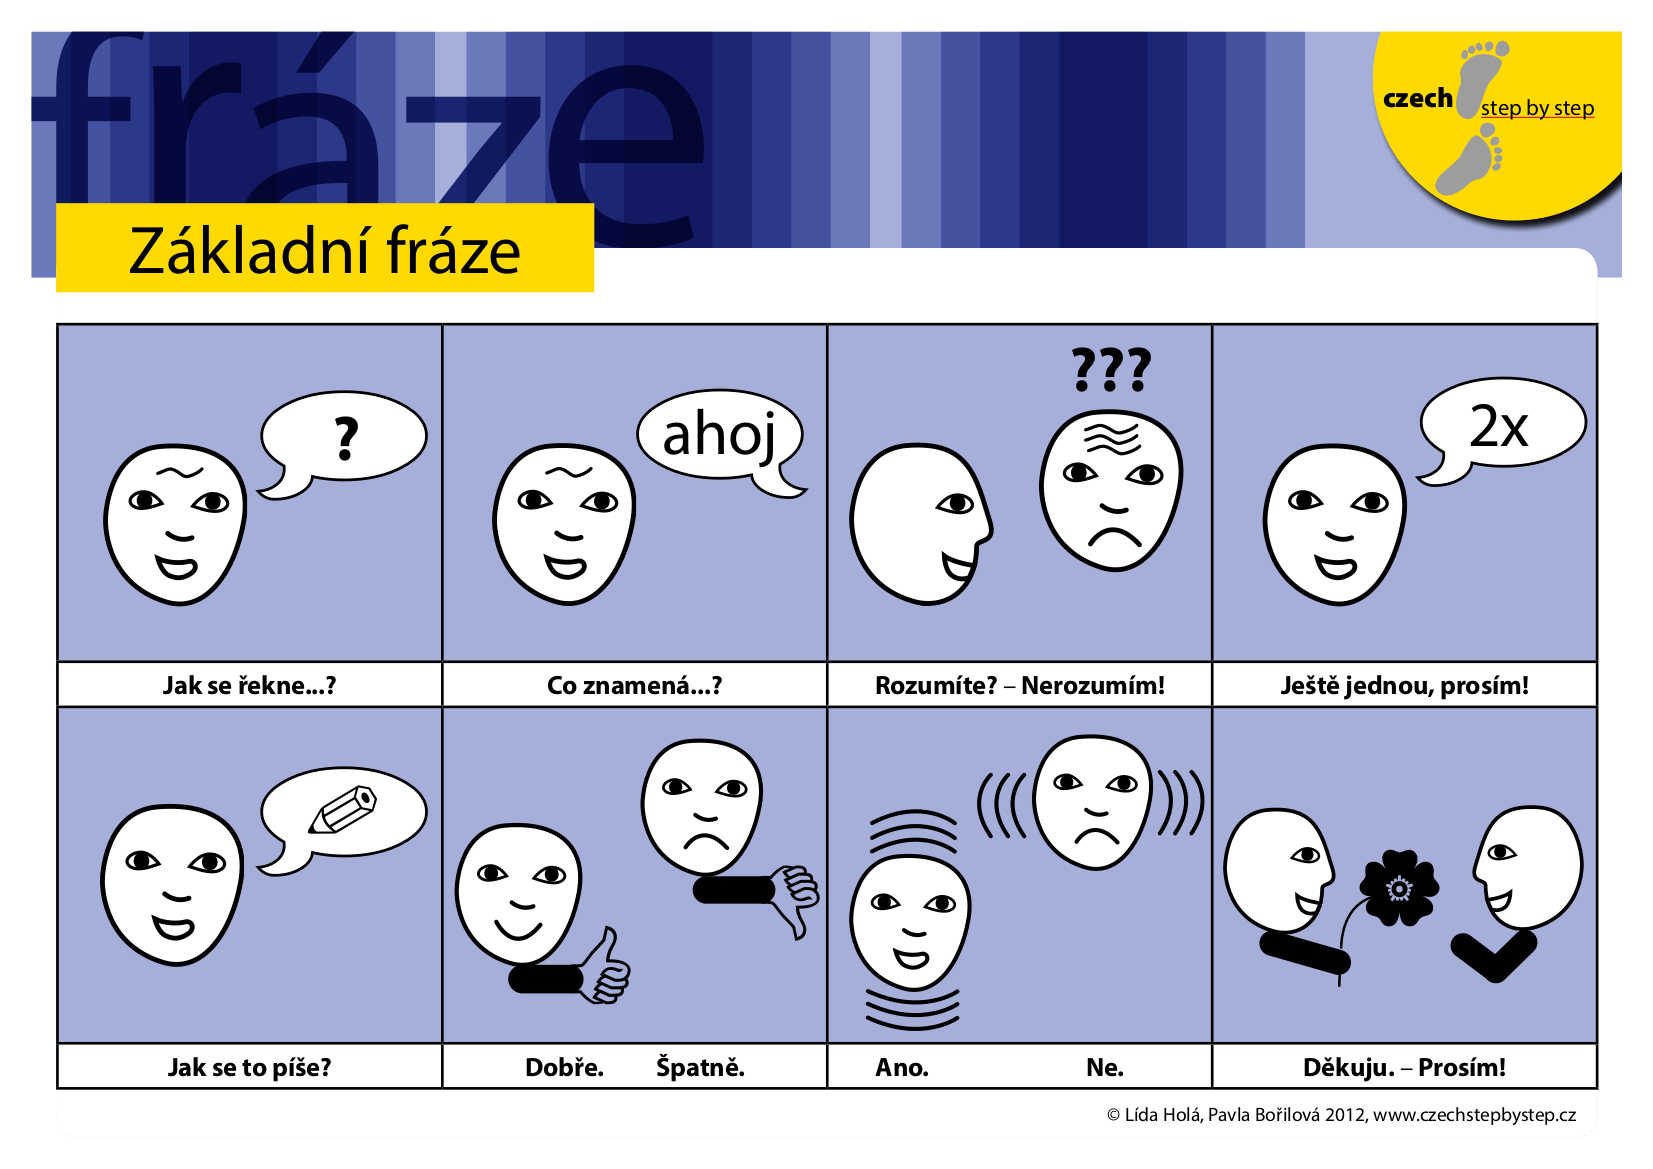 fráze
czech
step by step
Základní fráze
?
ahoj
???
2x
Jak se řekne...?
Co znamená...?
Rozumíte? – Nerozumím!
Ještě jednou, prosím!
Jak se to píše?
Dobře. Špatně.
Ano. Ne.
Děkuju. – Prosím!
© Lída Holá, Pavla Bořilová 2012, www.czechstepbystep.cz